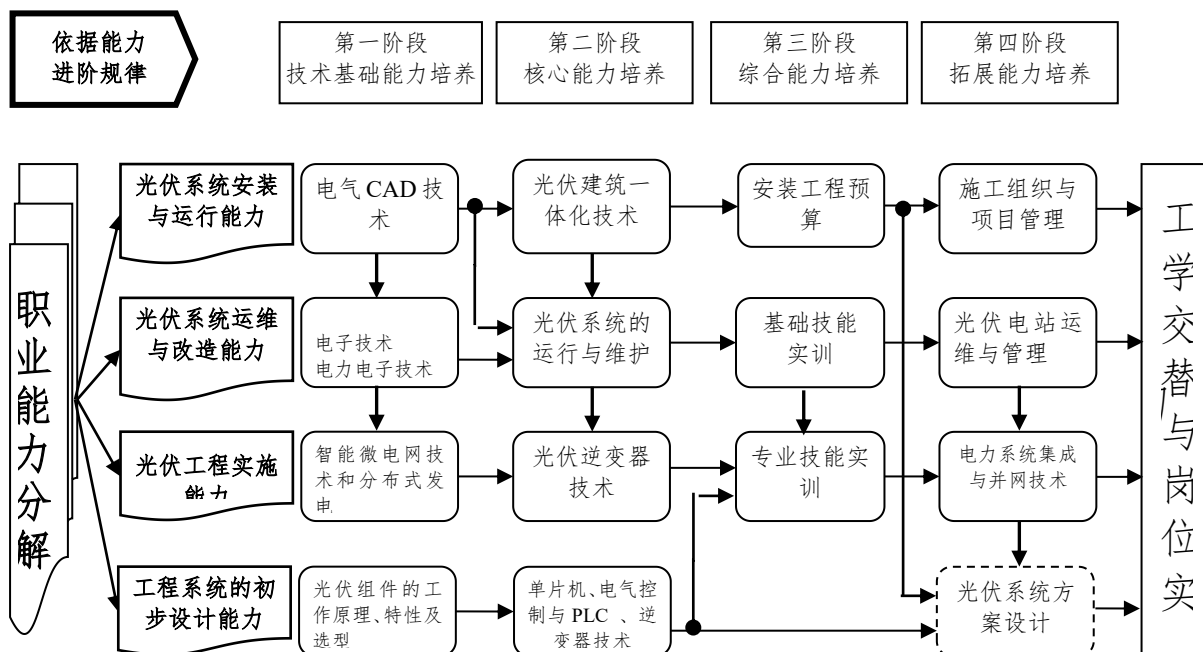 依据能力
进阶规律
第一阶段
技术基础能力培养
第二阶段
核心能力培养
第三阶段
综合能力培养
第四阶段
拓展能力培养
职业能力分解
光伏系统安装
与运行能力
电气 CAD 技
术
光伏建筑一
体化技术
安装工程预
算
施工组织与
项目管理
光伏系统运维
与改造能力
电子技术
电力电子技术
光伏系统的
运行与维护
基础技能
实训
光伏电站运
维与管理
光伏工程实施
能力
智能微电网技
术和分布式发
电
光伏逆变器
技术
专业技能实
训
电力系统集成
与并网技术
工程系统的初
步设计能力
光伏组件的工
作原理、特性及
选型
单片机、电气控
制与 PLC 、逆
变器技术
光伏系统方
案设计
工学交替与岗位实